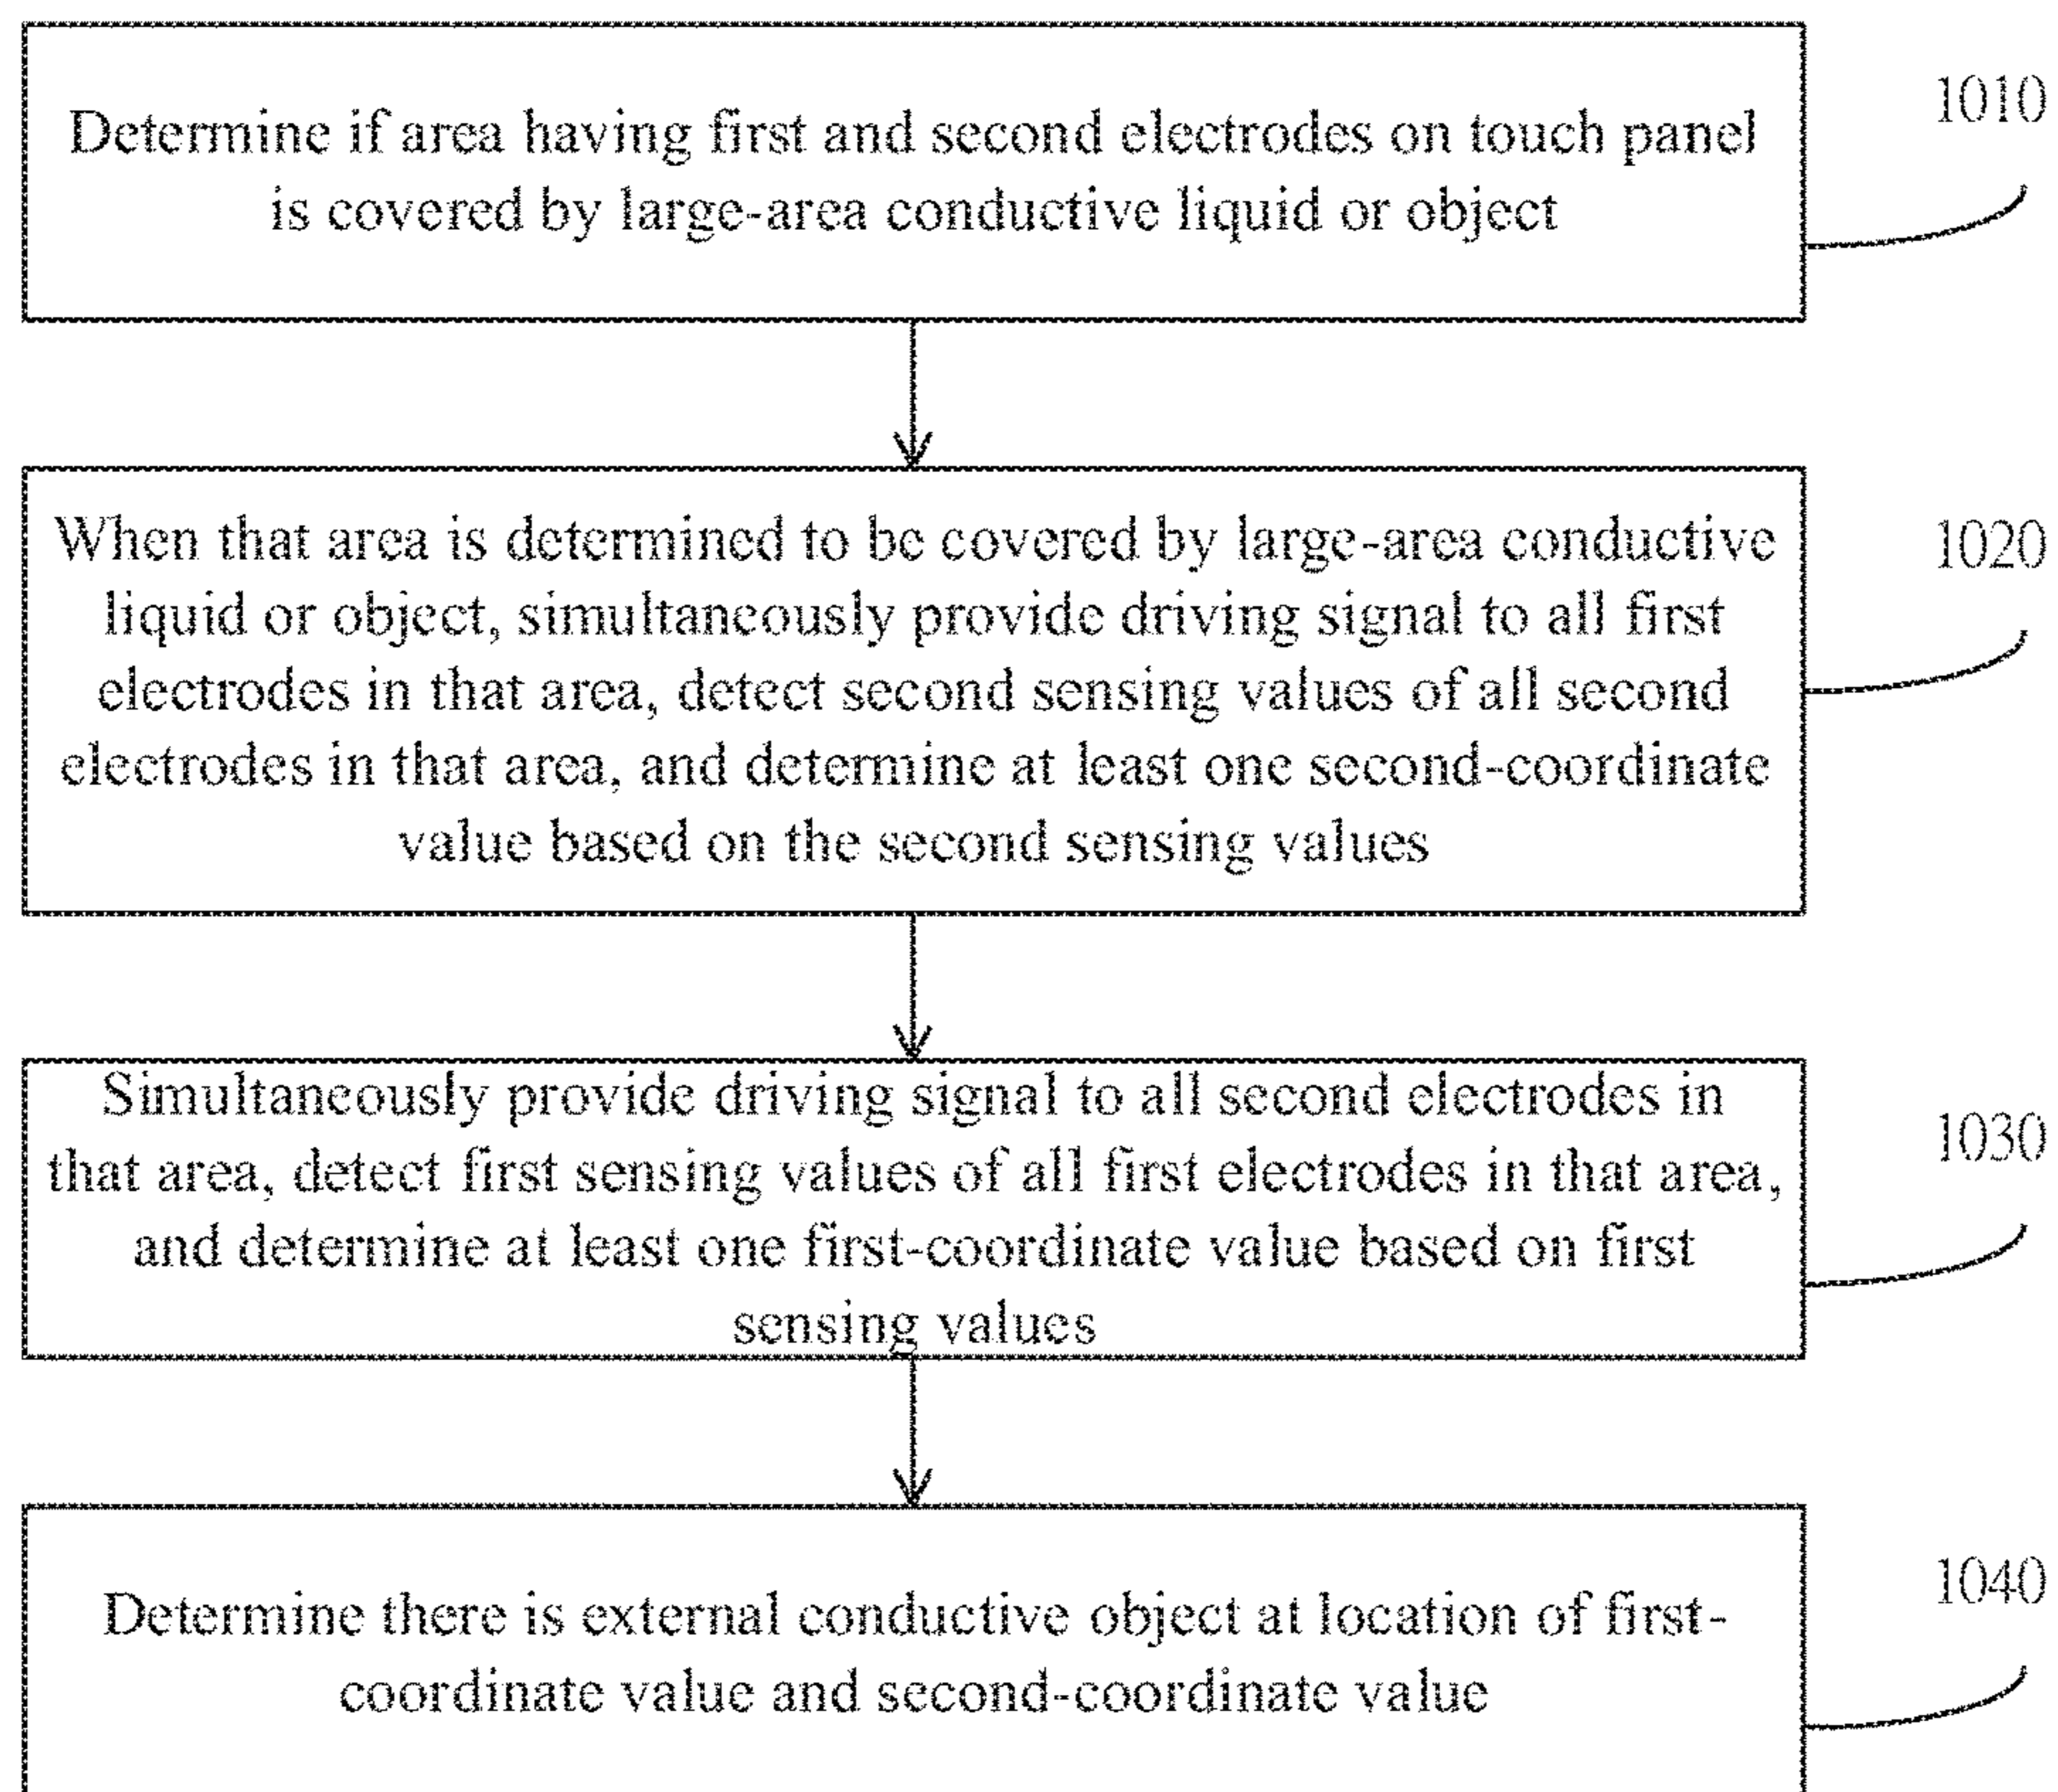 Determine if area having first and second electrodes on touch panel
is covered by large-area conductive liquid or object
1010
When that area is determined to be covered by large-area conductive
liquid or object, simultaneously provide driving signal to all first
electrodes in that area, detect second sensing values of all second
electrodes in that area, and determine at least one second-coordinate
value based on the second sensing values
1020
Simultaneously provide driving signal to all second electrodes in
that area, detect first sensing values of all first electrodes in that area,
and determine at least one first-coordinate value based on first
sensing values
1030
Determine there is external conductive object at location of first-
coordinate value and second-coordinate value
1040